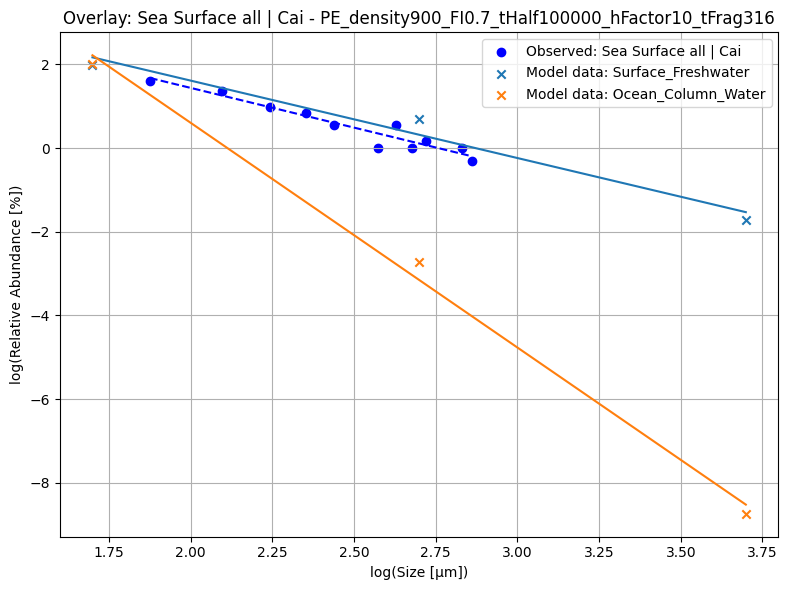 Overlay: Sea Surface all | Cai - PE_density900_FI0.7_tHalf100000_hFactor10_tFrag316
Observed: Sea Surface all | Cai
Model data: Surface_Freshwater
Model data: Ocean_Column_Water
log(Relative Abundance [%])
2
0
−2
−4
−6
−8
1.75 2.00 2.25 2.50 2.75 3.00 3.25 3.50 3.75
log(Size [μm])